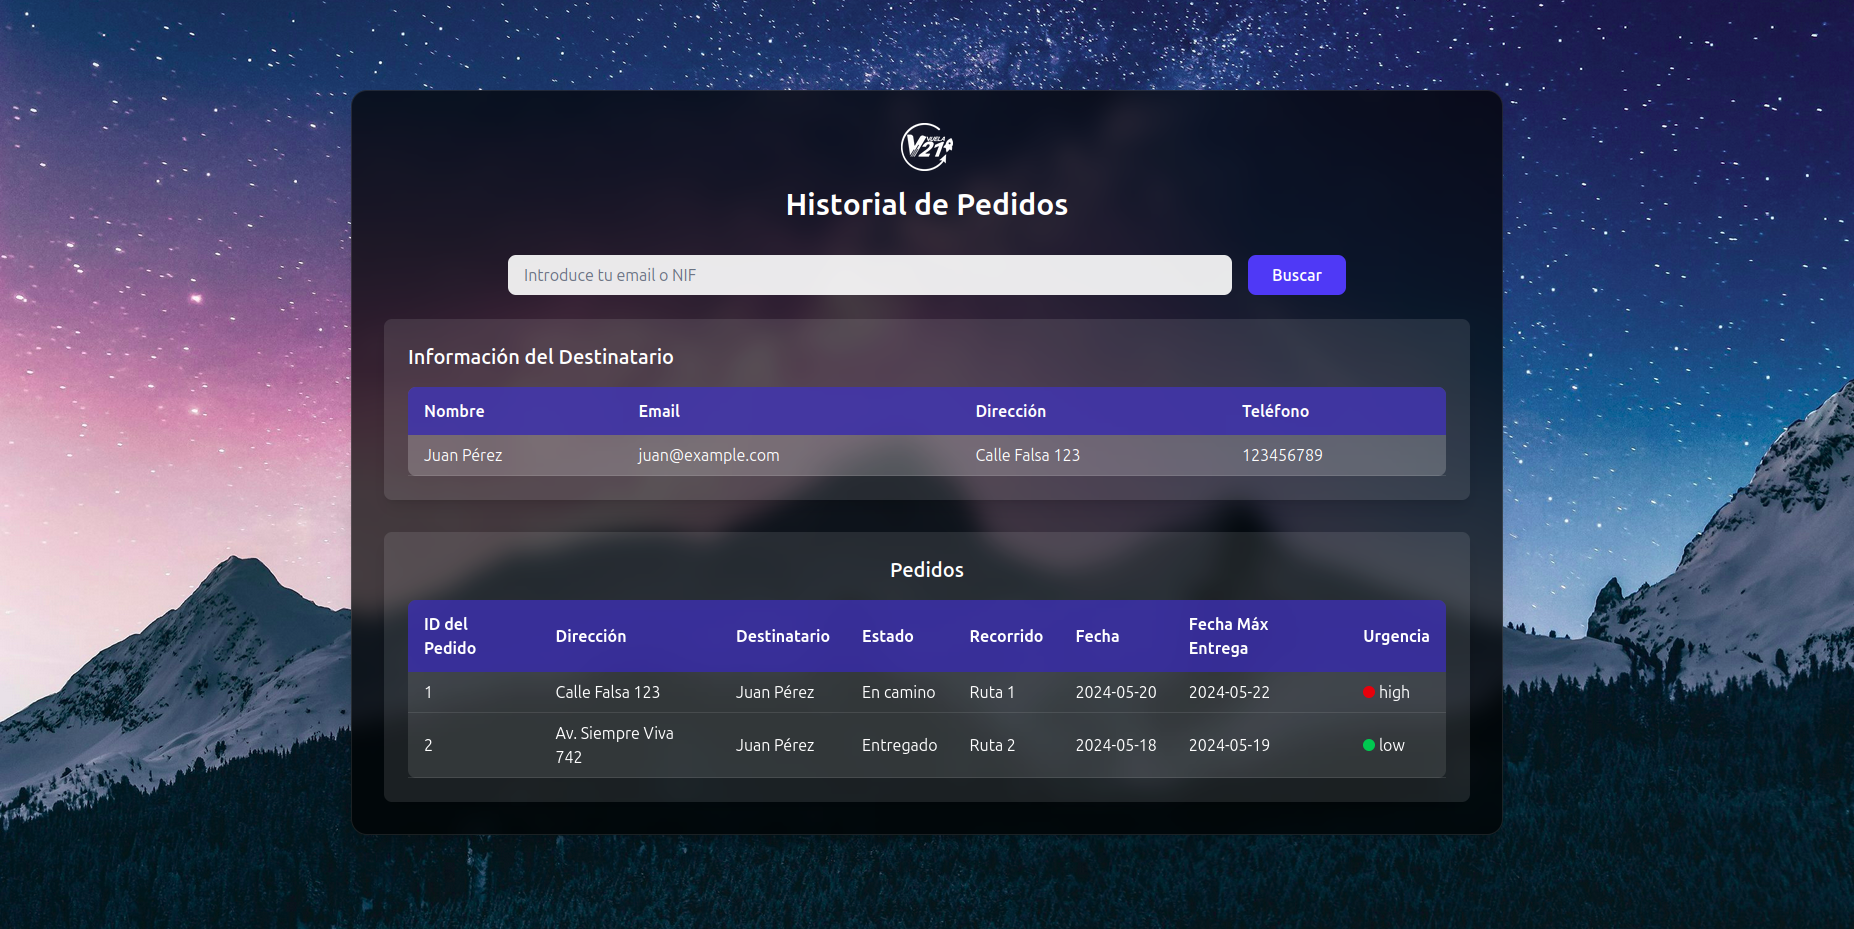 VUELA
V21
Historial de Pedidos
Introduce tu email o NIF
Buscar
Información del Destinatario
Nombre Email Dirección Teléfono
Juan Pérez juan@example.com Calle Falsa 123 123456789
Pedidos
ID del Pedido Dirección Destinatario Estado Recorrido Fecha Fecha Máx Entrega Urgencia
1 Calle Falsa 123 Juan Pérez En camino Ruta 1 2024-05-20 2024-05-22 high
2 Av. Siempre Viva 742 Juan Pérez Entregado Ruta 2 2024-05-18 2024-05-19 low